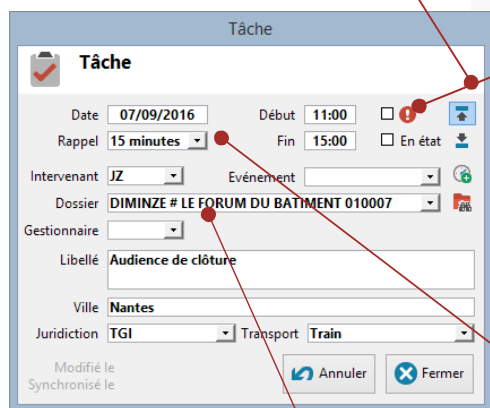 Tâche
Tâche
Date 07/09/2016 Début 11:00
Rappel 15 minutes Fin 15:00 En état
Intervenant JZ Evénement
Dossier DIMINZE # LE FORUM DU BATIMENT 010007
Gestionnaire
Libellé Audience de clôture
Ville Nantes
Juridiction TGI Transport Train
Modifié le
Synchronisé le
Annuler Fermer